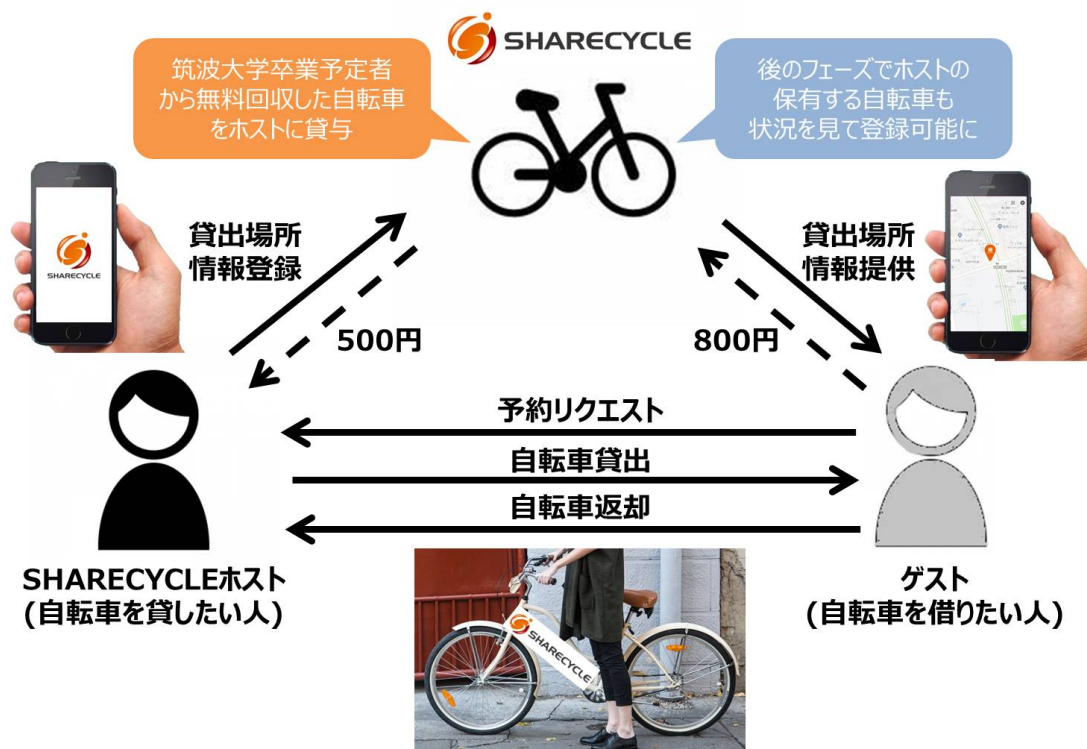 SHARECYCLE
筑波大学卒業予定者
から無料回収した自転車
をホストに貸与
後のフェーズでホストの
保有する自転車も
状況を見て登録可能に
SHARECYCLE
貸出場所
情報登録
貸出場所
情報提供
500円
800円
予約リクエスト
自転車貸出
自転車返却
SHARECYCLEホスト
(自転車を貸したい人)
ゲスト
(自転車を借りたい人)
SHARECYCLE